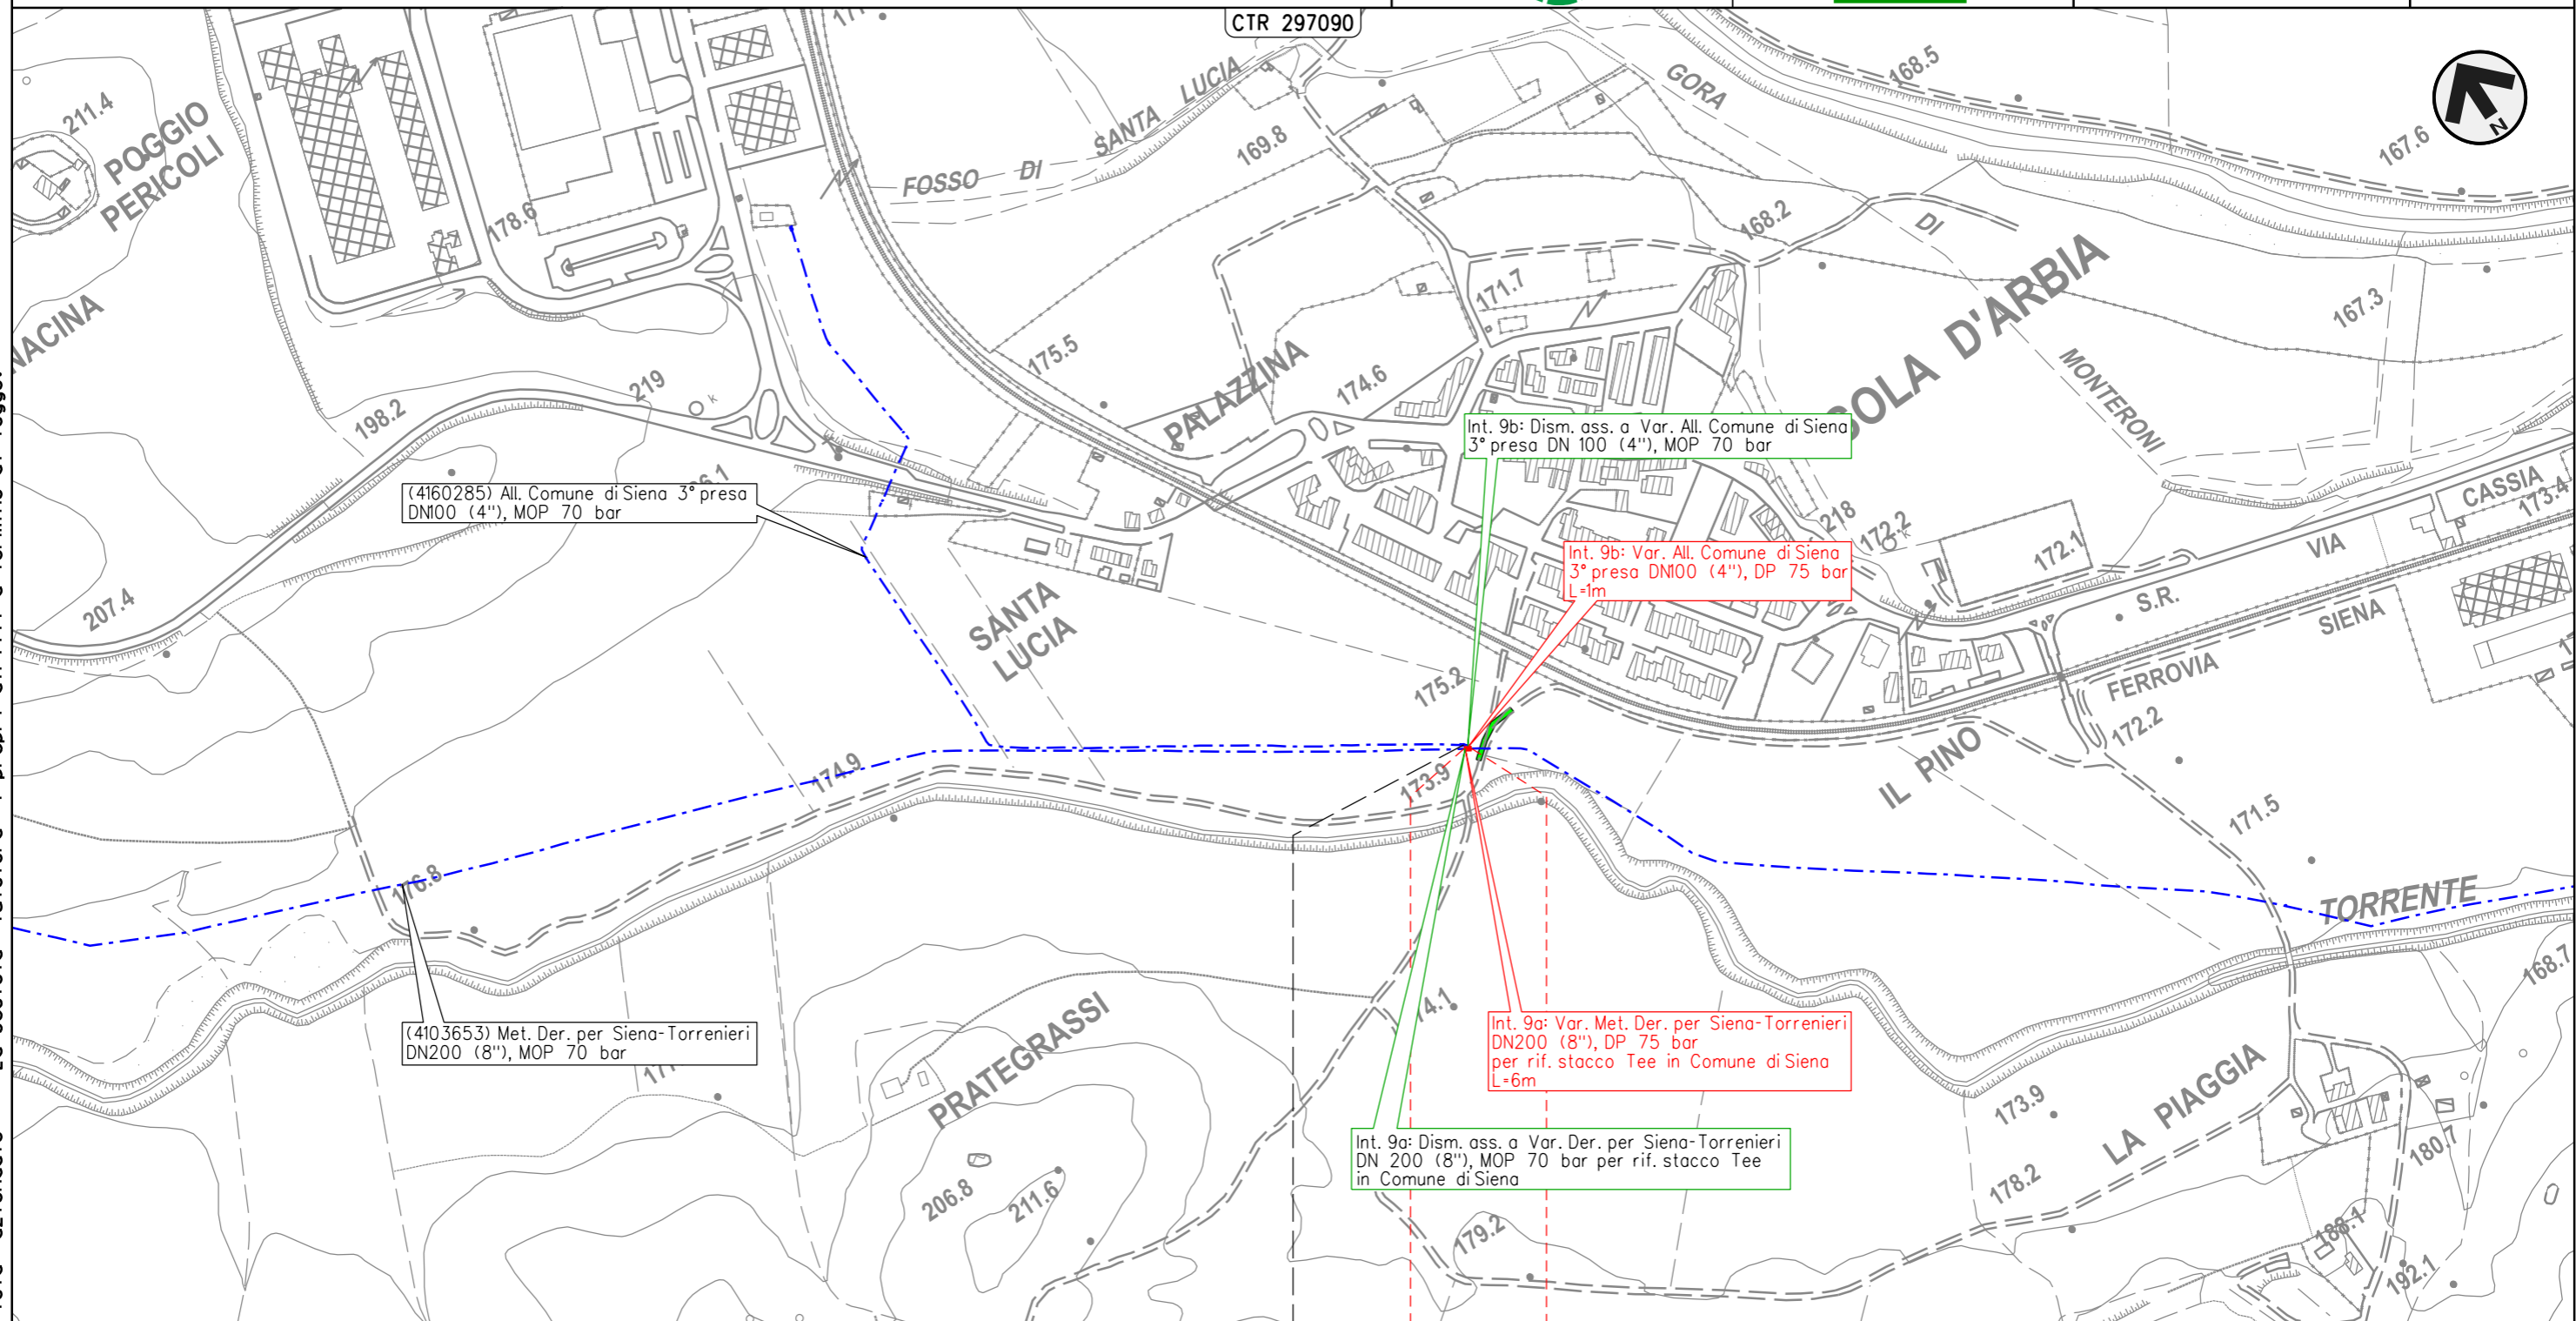 CTR 297090
N
211.4
POGGIO
PERICOLI
178.6
FOSSO DI SANTA LUCIA
169.8
GORA
DI
MONTERONI
168.5
167.6
168.2
167.3
171.7
175.5
PALAZZINA
174.6
198.2
219
k
207.4
(4160285) All. Comune di Siena 3° presa
DN100 (4"), MOP 70 bar
Int. 9b: Dism. ass. a Var. All. Comune di Siena
3° presa DN 100 (4"), MOP 70 bar
Int. 9b: Var. All. Comune di Siena
3° presa DN100 (4"), DP 75 bar
L=1m
218
172.2
k
172.1
VIA
CASSIA
173.4
S.R.
SIENA
FERROVIA
172.2
SANTA
LUCIA
175.2
174.9
173.9
IL PINO
171.5
176.8
TORRENTE
168.7
(4103653) Met. Der. per Siena-Torrenieri
DN200 (8"), MOP 70 bar
PRATEGRASSI
206.8
211.6
Int. 9a: Var. Met. Der. per Siena-Torrenieri
DN200 (8"), DP 75 bar
per rif. stacco Tee in Comune di Siena
L=6m
Int. 9a: Dism. ass. a Var. Der. per Siena-Torrenieri
DN 200 (8"), MOP 70 bar per rif. stacco Tee
in Comune di Siena
173.9
LA PIAGGIA
178.2
180.7
179.2
188.1
192.1